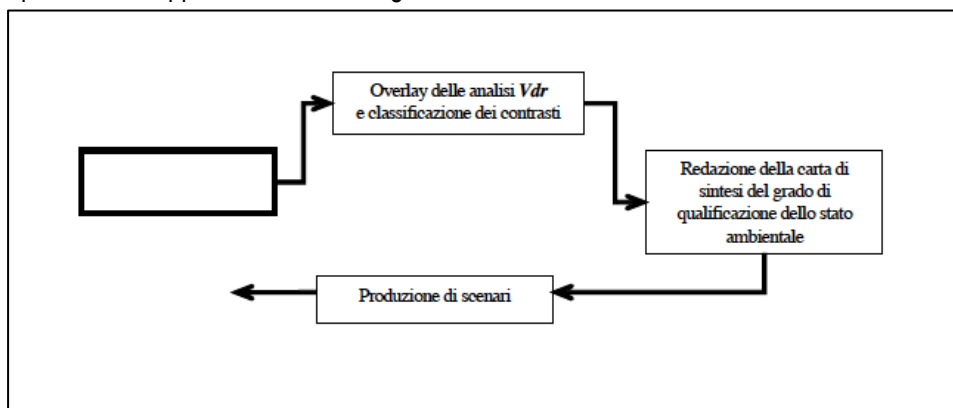 Overlay delle analisi Vdr
e classificazione dei contrasti
Redazione della carta di
sintesi del grado di
qualificazione dello stato
ambientale
Produzione di scenari